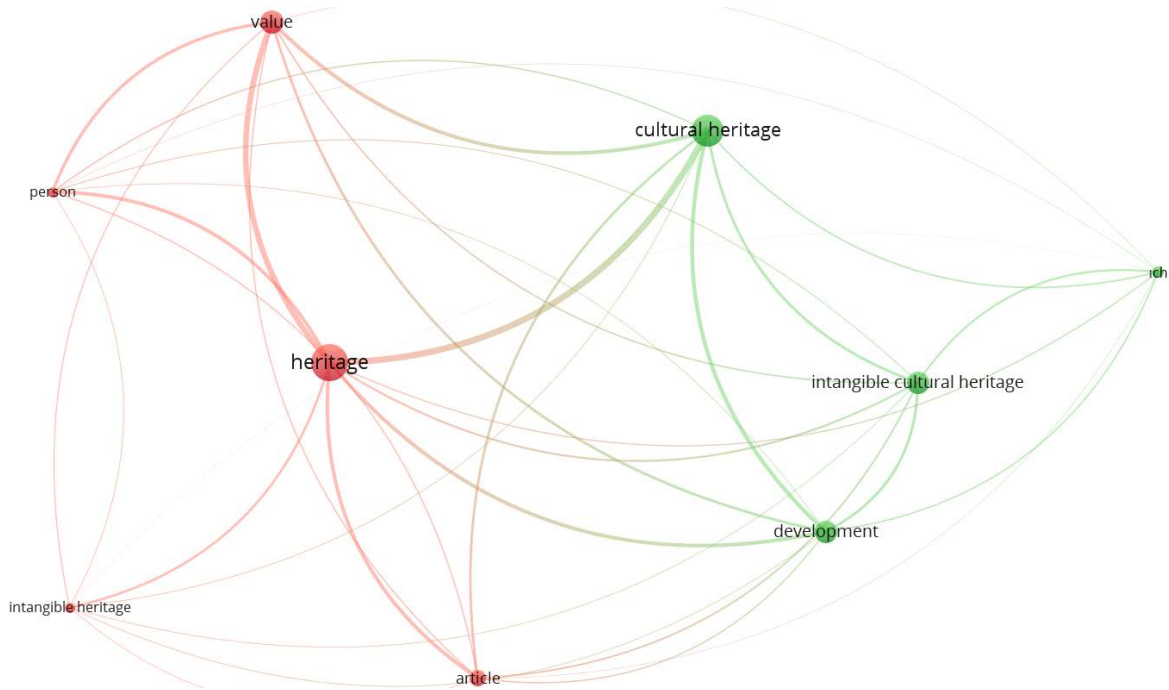 value
cultural heritage
person
ich
heritage
intangible cultural heritage
development
intangible heritage
article